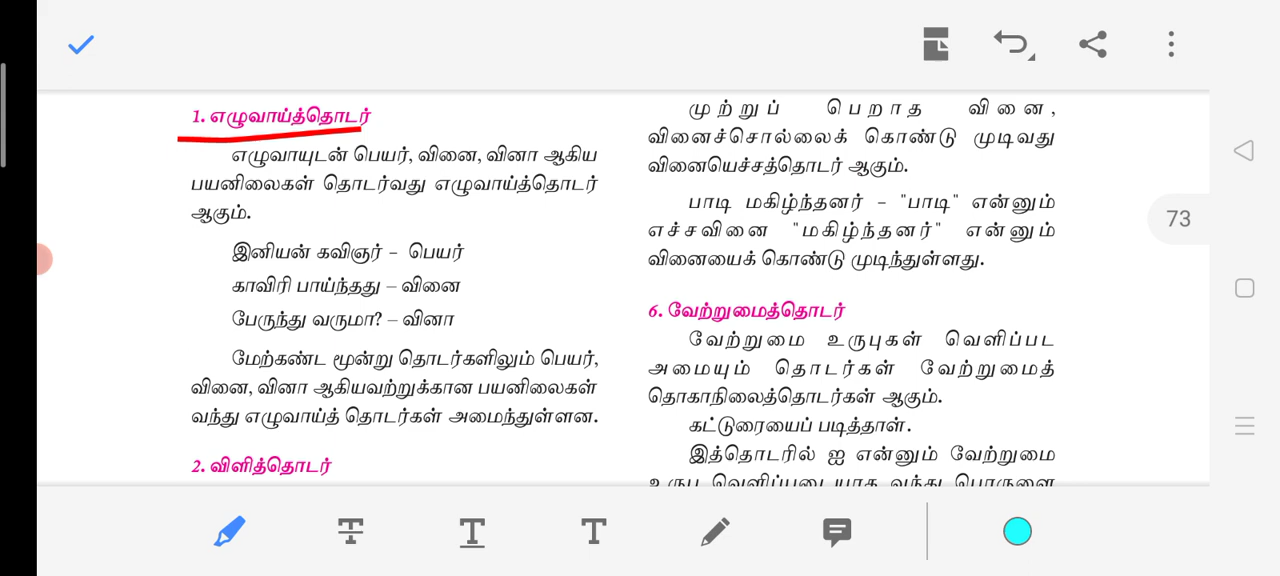 1. எழுவாய்த்தொடர்
எழுவாயுடன் பெயர், வினை, வினா ஆகிய
பயனிலைகள் தொடர்வது எழுவாய்த்தொடர்
ஆகும்.
இனியன் கவிஞர் – பெயர்
காவிரி பாய்ந்தது – வினை
பேருந்து வருமா? – வினா
மேற்கண்ட மூன்று தொடர்களிலும் பெயர்,
வினை, வினா ஆகியவற்றுக்கான பயனிலைகள்
வந்து எழுவாய்த் தொடர்கள் அமைந்துள்ளன.
2. விளித்தொடர்
முற்றுப் பெறாத வினை,
வினைச்சொல்லைக் கொண்டு முடிவது
வினையெச்சத்தொடர் ஆகும்.
பாடி மகிழ்ந்தனர் – "பாடி" என்னும்
எச்சவினை "மகிழ்ந்தனர்" என்னும்
வினையைக் கொண்டு முடிந்துள்ளது.
6. வேற்றுமைத்தொடர்
வேற்றுமை உருபுகள் வெளிப்பட
அமையும் தொடர்கள் வேற்றுமைத்
தொகாநிலைத்தொடர்கள் ஆகும்.
கட்டுரையைப் படித்தாள்.
இத்தொடரில் ஐ என்னும் வேற்றுமை
உருபு வெளிப்படையாக வந்து பொருளை
73